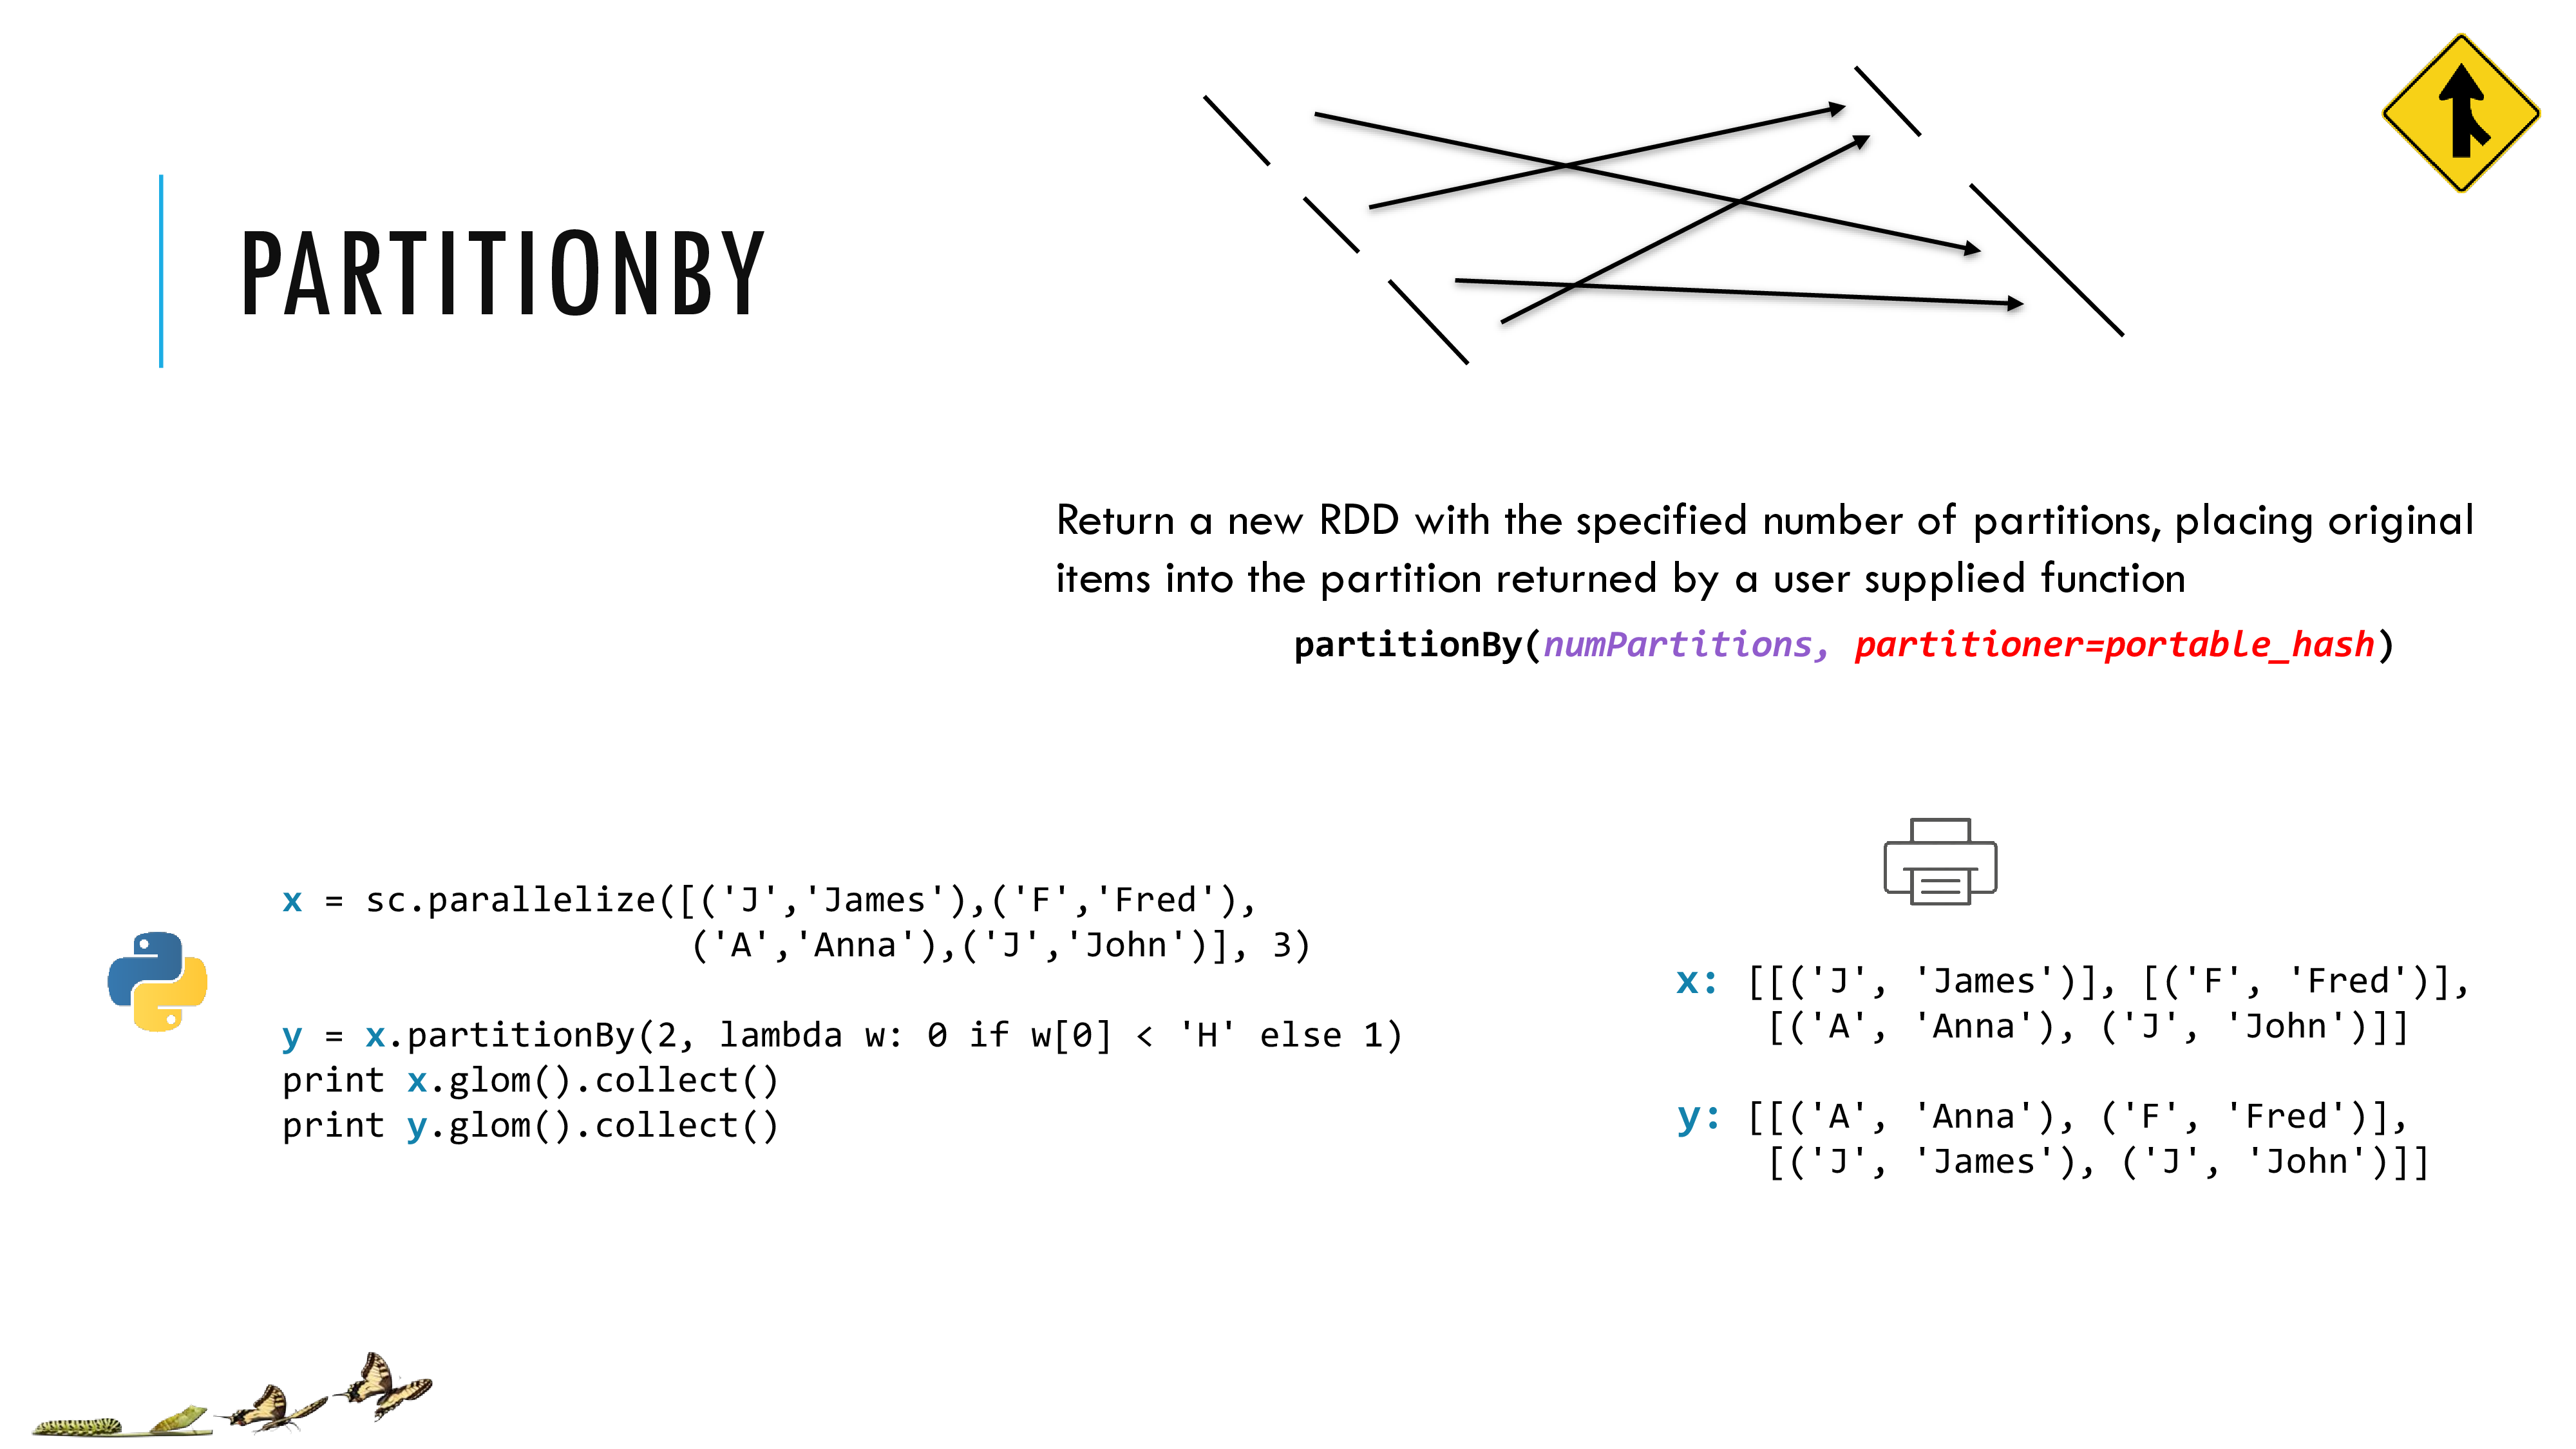 PARTITIONBY
Return a new RDD with the specified number of partitions, placing original
items into the partition returned by a user supplied function
partitionBy(numPartitions, partitioner=portable_hash)
x = sc.parallelize([('J','James'),('F','Fred'),
('A','Anna'),('J','John')], 3)
y = x.partitionBy(2, lambda w: 0 if w[0] < 'H' else 1)
print x.glom().collect()
print y.glom().collect()
x: [[('J', 'James')], [('F', 'Fred')],
[('A', 'Anna'), ('J', 'John')]]
y: [[('A', 'Anna'), ('F', 'Fred')],
[('J', 'James'), ('J', 'John')]]